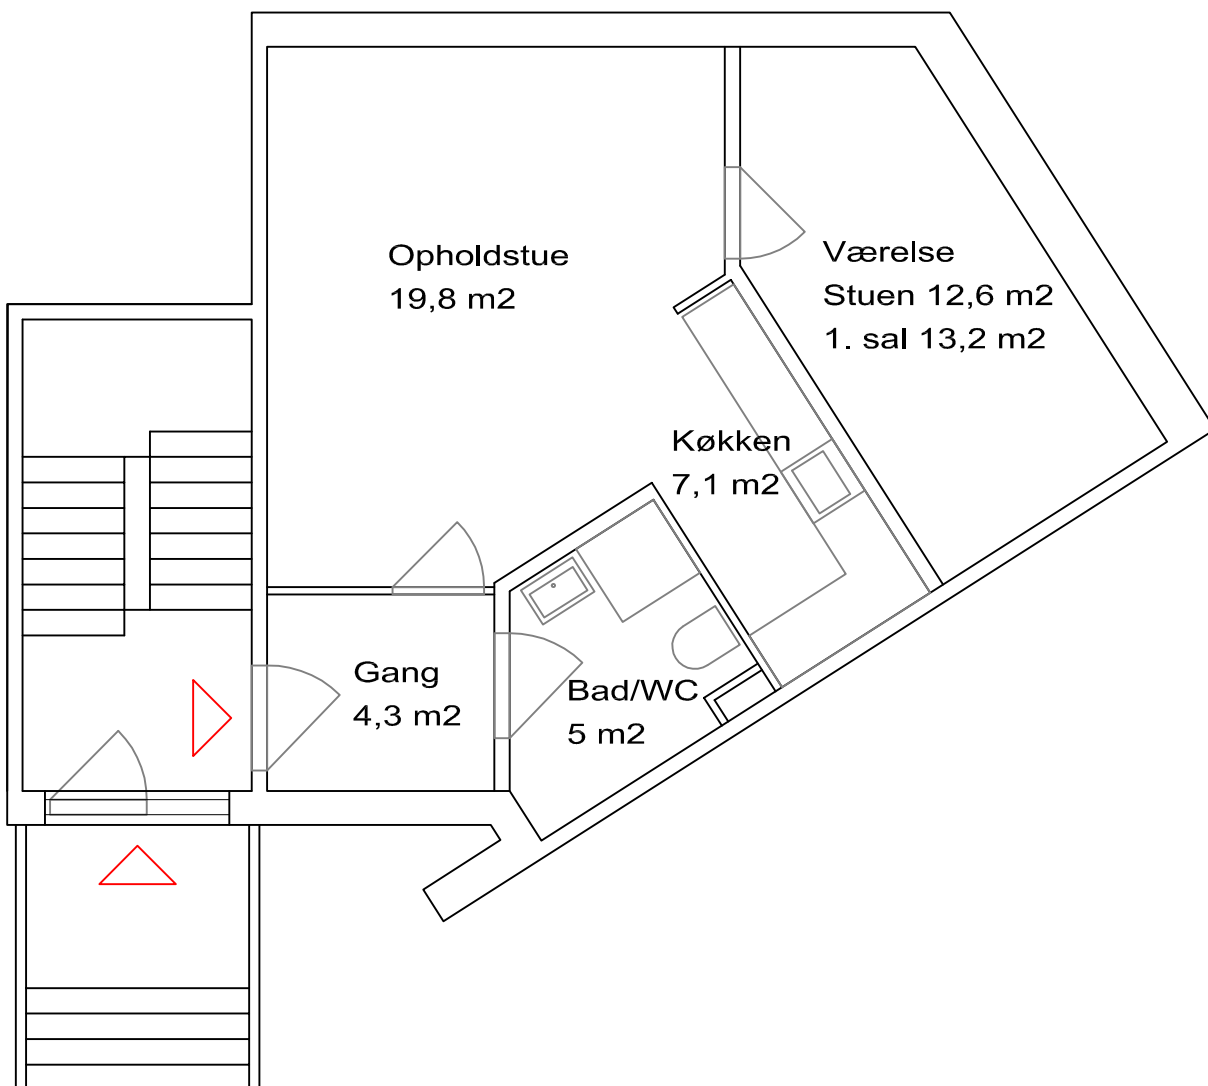 Opholdstue
19,8 m2
Værelse
Stuen 12,6 m2
1. sal 13,2 m2
Køkken
7,1 m2
Gang
4,3 m2
Bad/WC
5 m2